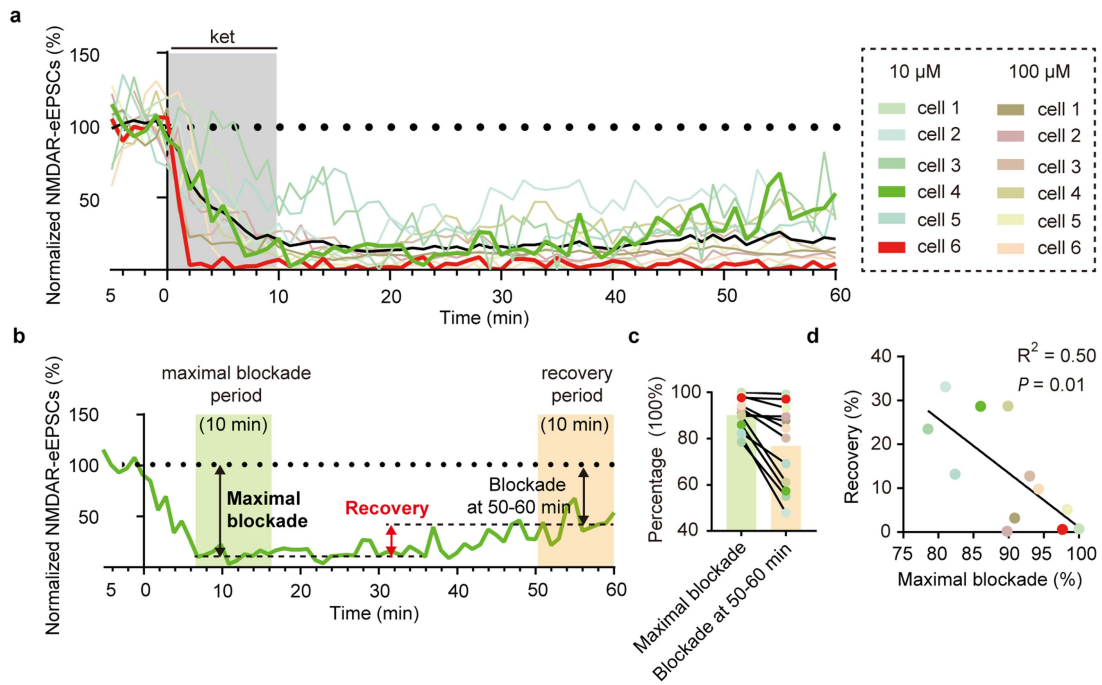 a
Normalized NMDAR-eEPSCs (%)
150
100
50
ket
5
0
10
20
30
40
50
60
Time (min)
10 μM
100 μM
cell 1
cell 1
cell 2
cell 2
cell 3
cell 3
cell 4
cell 4
cell 5
cell 5
cell 6
cell 6
b
Normalized NMDAR-eEPSCs (%)
150
100
50
maximal blockade
period
(10 min)
recovery
period
(10 min)
Maximal
blockade
Recovery
Blockade
at 50-60 min
5
0
10
20
30
40
50
60
Time (min)
c
Percentage (100%)
100
80
60
40
Maximal blockade
Blockade at 50-60 min
d
Recovery (%)
40
30
20
10
0
R2 = 0.50
P = 0.01
75
80
85
90
95
100
Maximal blockade (%)